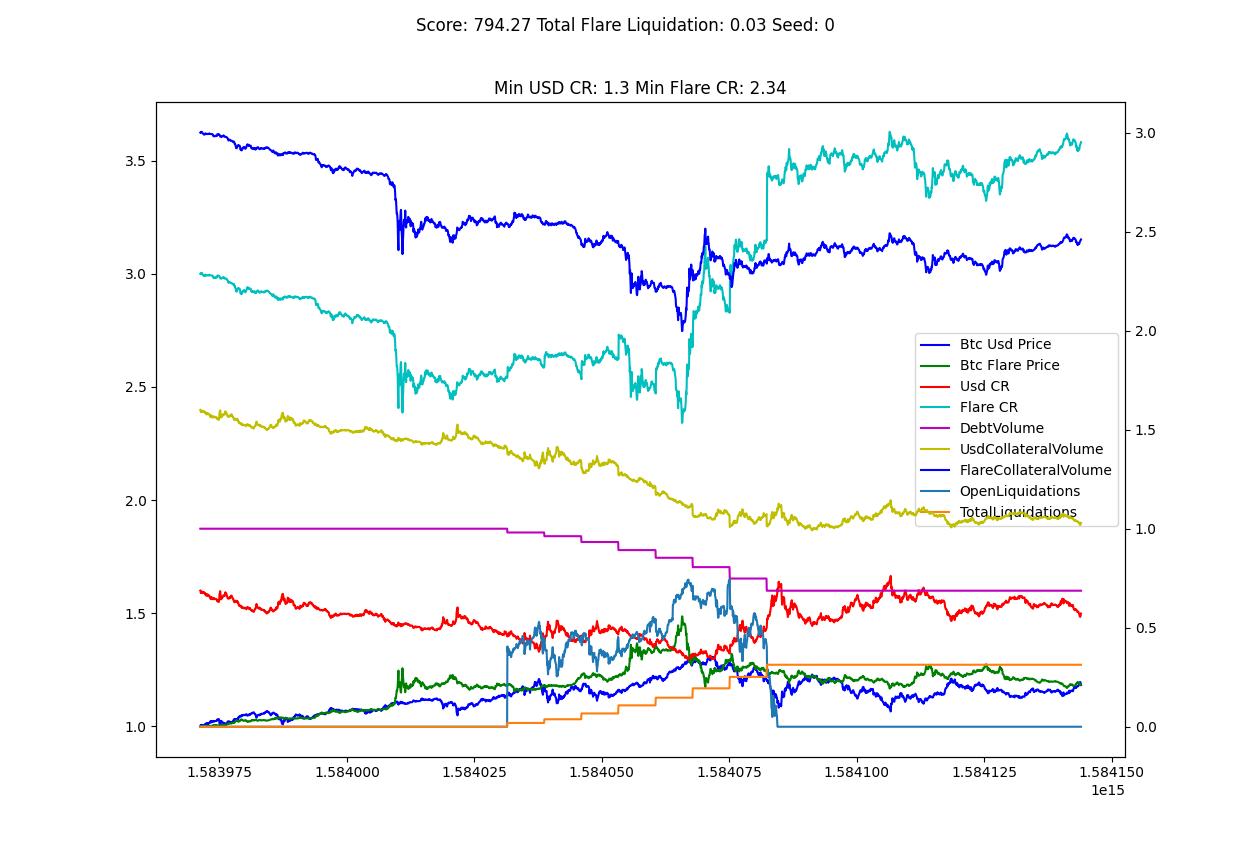 Score: 794.27 Total Flare Liquidation: 0.03 Seed: 0
Min USD CR: 1.3 Min Flare CR: 2.34
3.5
3.0
2.5
2.0
1.5
1.0
3.0
2.5
2.0
1.5
1.0
0.5
0.0
Btc Usd Price
Btc Flare Price
Usd CR
Flare CR
DebtVolume
UsdCollateralVolume
FlareCollateralVolume
OpenLiquidations
TotalLiquidations
1.583975 1.584000 1.584025 1.584050 1.584075 1.584100 1.584125 1.584150
1e15